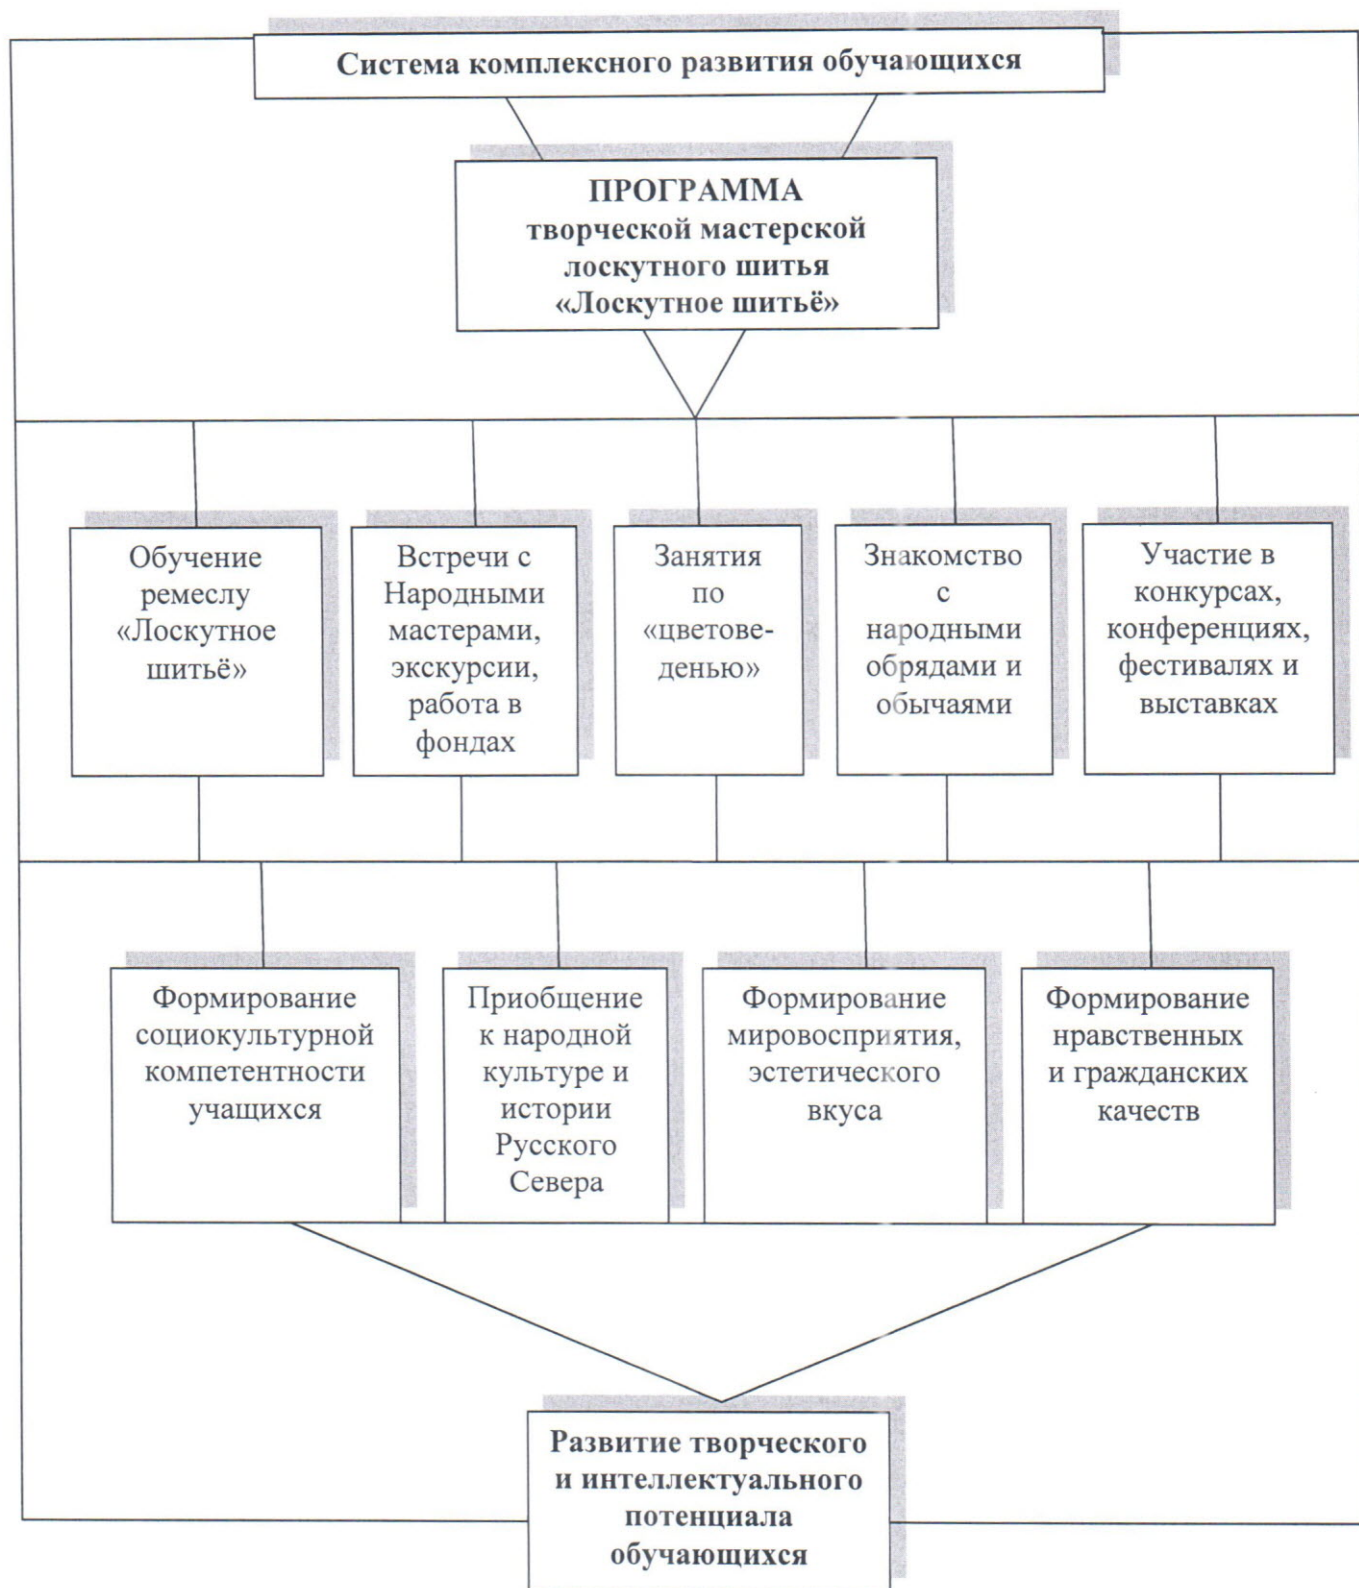 Система комплексного развития обучающихся
ПРОГРАММА
творческой мастерской
лоскутного шитья
«Лоскутное шитьё»
Обучение
ремеслу
«Лоскутное
шитьё»
Встречи с
Народными
мастерами,
экскурсии,
работа в
фондах
Занятия
по
«цветове-
денью»
Знакомство
с
народными
обрядами и
обычаями
Участие в
конкурсах,
конференциях,
фестивалях и
выставках
Формирование
социокультурной
компетентности
учащихся
Приобщение
к народной
культуре и
истории
Русского
Севера
Формирование
мировосприятия,
эстетического
вкуса
Формирование
нравственных
и гражданских
качеств
Развитие творческого
и интеллектуального
потенциала
обучающихся